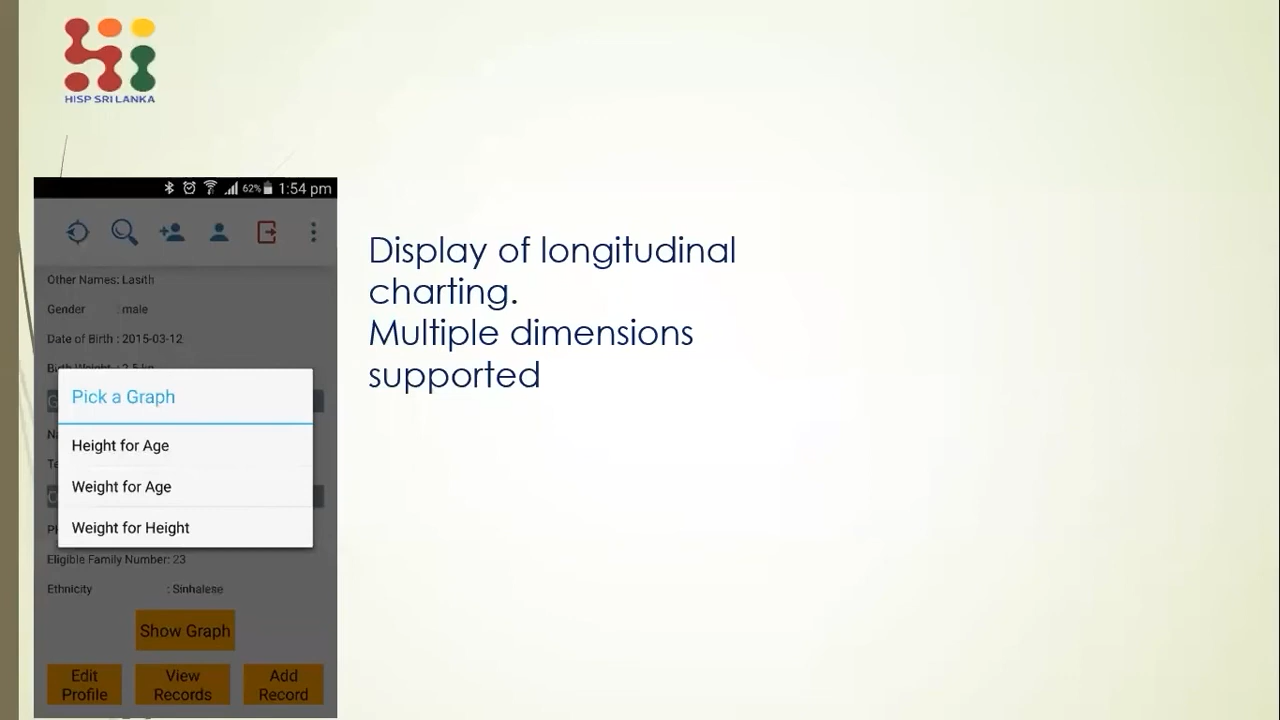 HISP SRI LANKA
62% 1:54 pm
Other Names: Lasith
Gender : male
Date of Birth : 2015-03-12
Pick a Graph
Height for Age
Weight for Age
Weight for Height
Eligible Family Number: 23
Ethnicity : Sinhalese
Show Graph
Edit Profile
View Records
Add Record
Display of longitudinal
charting.
Multiple dimensions
supported